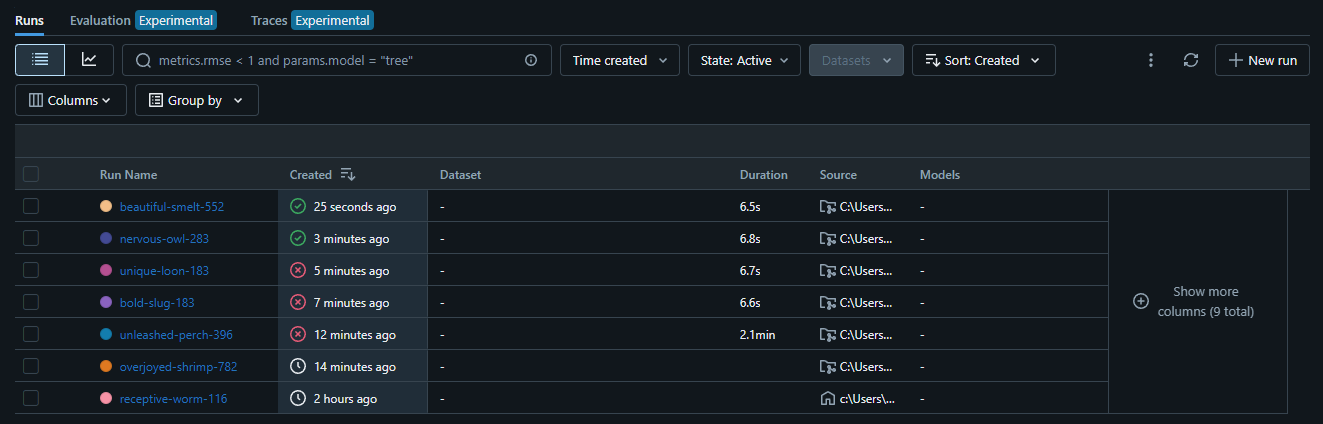 Runs Evaluation Experimental Traces Experimental
metrics.rmse < 1 and params.model = "tree" Time created State: Active Datasets Sort: Created New run
Columns Group by
Run Name Created Dataset Duration Source Models
beautiful-smelt-552 25 seconds ago - 6.5s C:\Users... -
nervous-owl-283 3 minutes ago - 6.8s C:\Users... -
unique-loon-183 5 minutes ago - 6.7s C:\Users... -
bold-slug-183 7 minutes ago - 6.6s C:\Users... -
unleashed-perch-396 12 minutes ago - 2.1min C:\Users... -
overjoyed-shrimp-782 14 minutes ago - C:\Users... -
receptive-worm-116 2 hours ago - c:\Users\... -
Show more
columns (9 total)